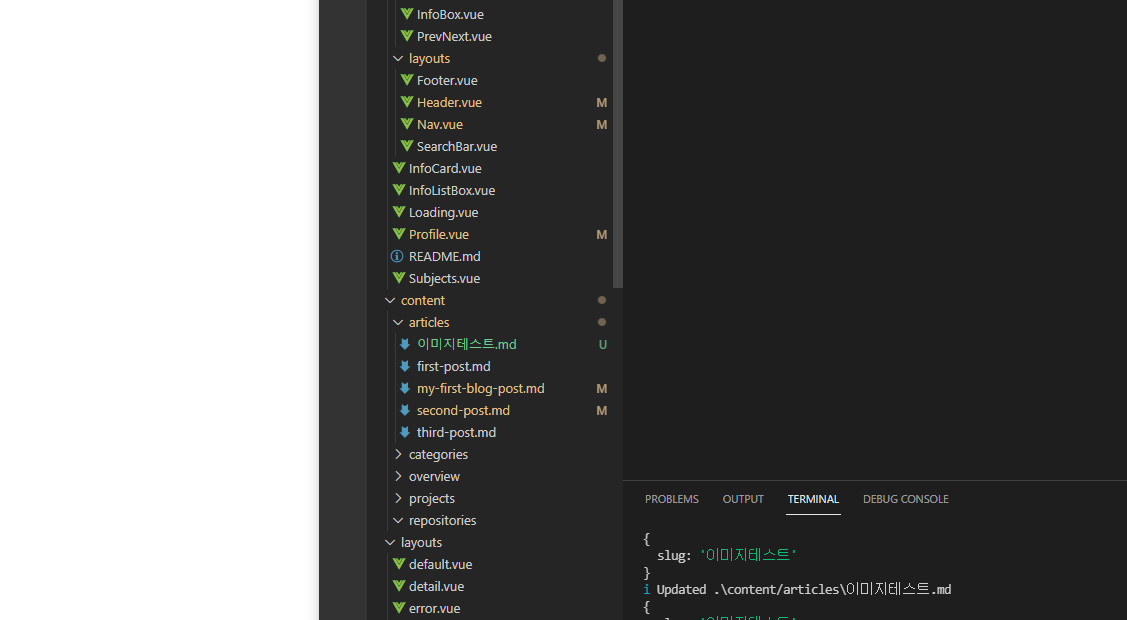 InfoBox.vue
PrevNext.vue
layouts
Footer.vue
Header.vue M
Nav.vue M
SearchBar.vue
InfoCard.vue
InfoListBox.vue
Loading.vue
Profile.vue M
README.md
Subjects.vue
content
articles
이미지테스트.md U
first-post.md
my-first-blog-post.md M
second-post.md M
third-post.md
categories
overview
projects
repositories
layouts
default.vue
detail.vue
error.vue
PROBLEMS OUTPUT TERMINAL DEBUG CONSOLE
{
slug: '이미지테스트'
}
i Updated .\content/articles\이미지테스트.md
{